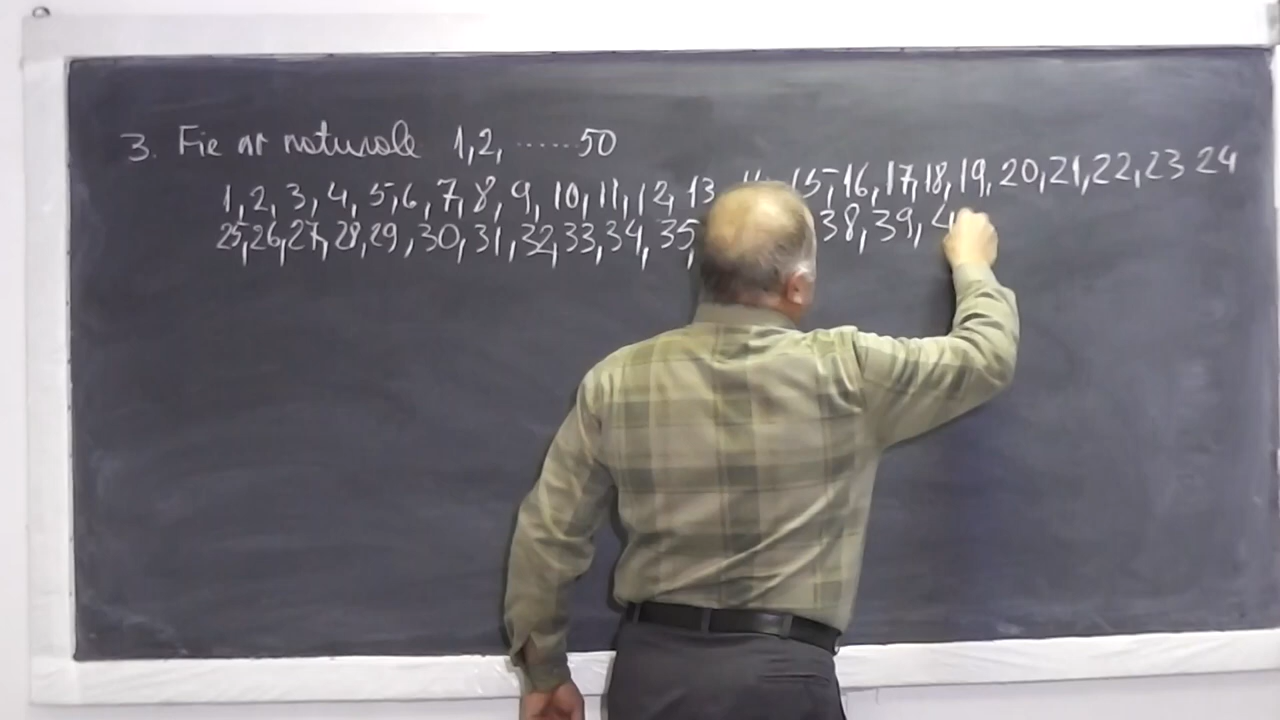 3. Fie nr naturale 1,2, ......50
1, 2, 3, 4, 5, 6, 7, 8, 9, 10, 11, 12, 13 15, 16, 17, 18, 19, 20, 21, 22, 23 24
25, 26, 27, 28, 29, 30, 31, 32, 33, 34, 35, 38, 39, 4